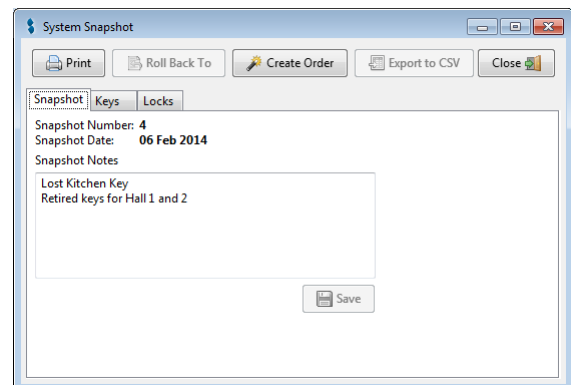 System Snapshot
Print Roll Back To Create Order Export to CSV Close
Snapshot Keys Locks
Snapshot Number: 4
Snapshot Date: 06 Feb 2014
Snapshot Notes
Lost Kitchen Key
Retired keys for Hall 1 and 2
Save